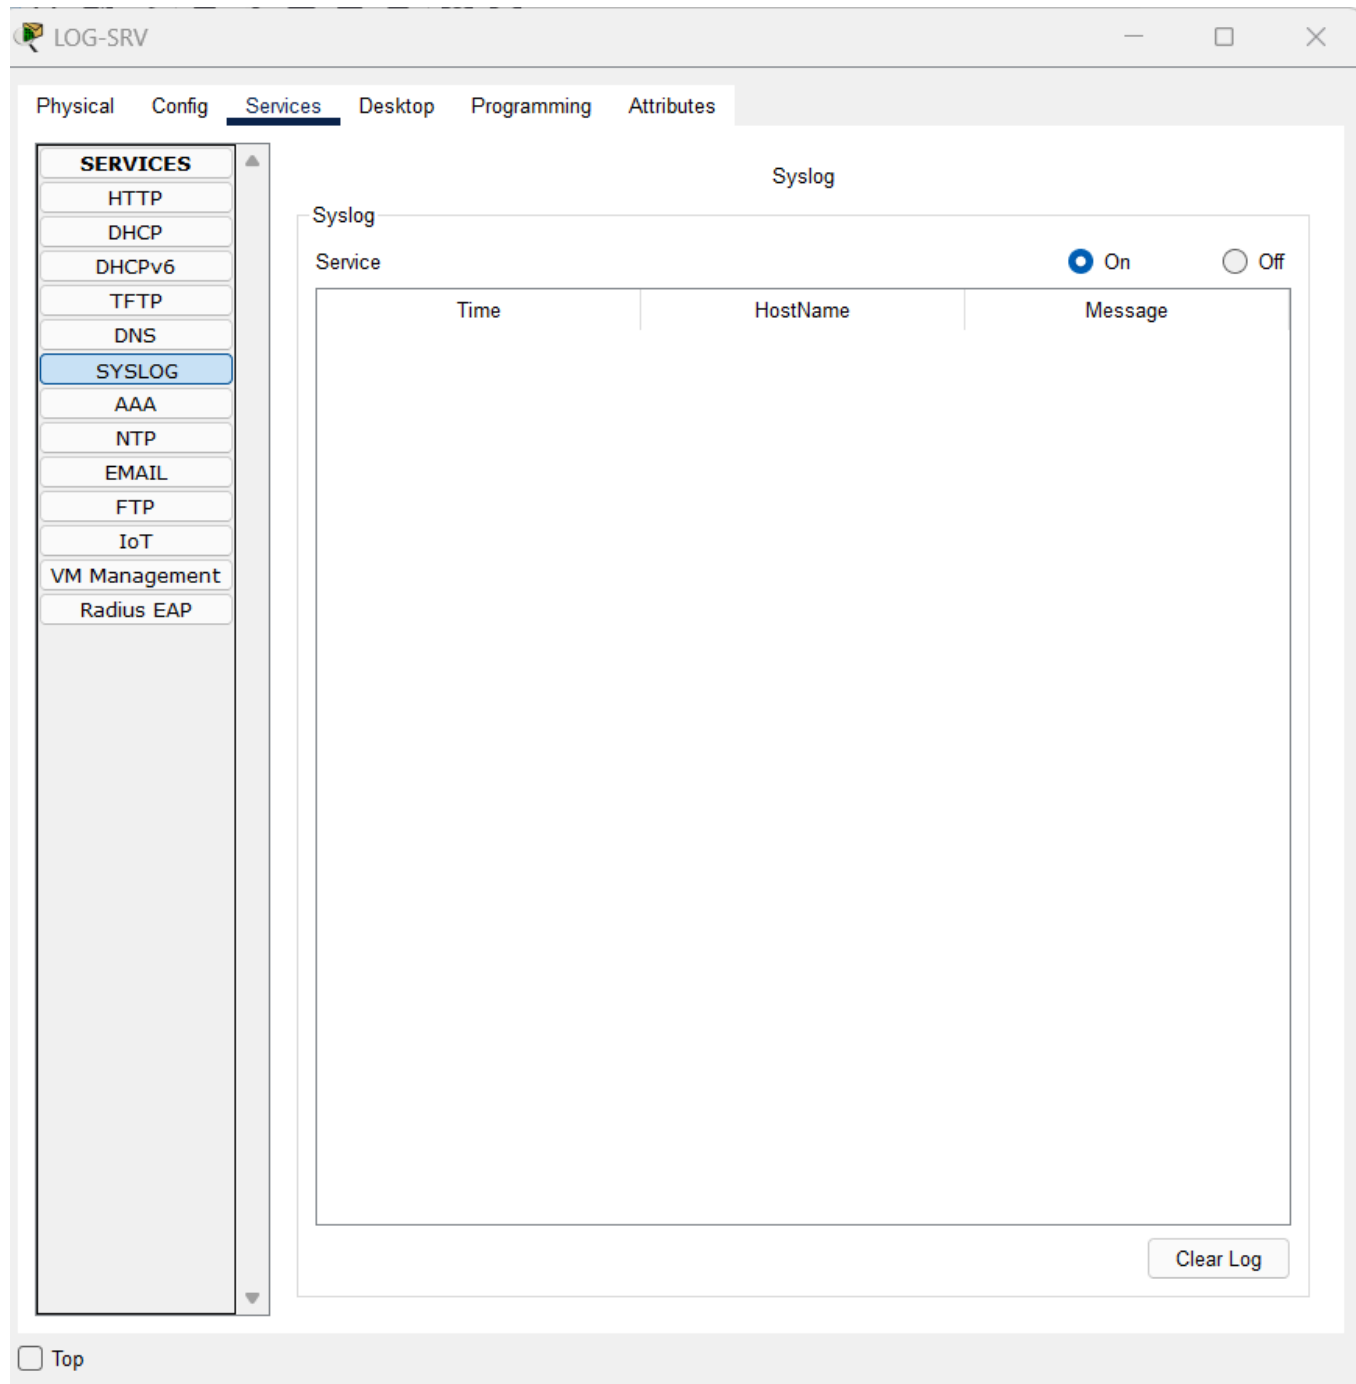 LOG-SRV
Physical Config Services Desktop Programming Attributes
SERVICES
HTTP
DHCP
DHCPv6
TFTP
DNS
SYSLOG
AAA
NTP
EMAIL
FTP
IoT
VM Management
Radius EAP
Syslog
Syslog
Service On Off
Time HostName Message
Clear Log
Top